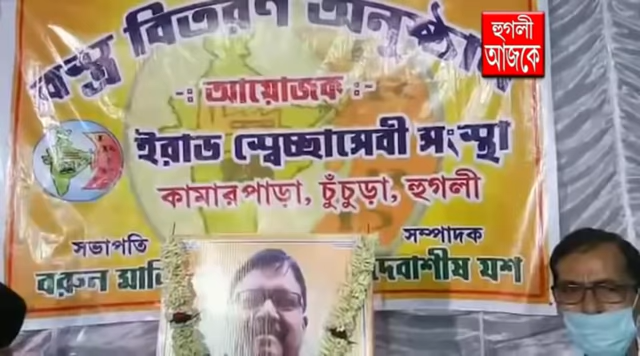 বস্ত্র বিতরণ অনুষ্ঠান
হুগলী
আজকে
-: আয়োজক :-
ইরাড স্বেচ্ছাসেবী সংস্থা
কামারপাড়া, চুঁচুড়া, হুগলী
সভাপতি
সম্পাদক
বরুন
দেবাশীষ যশ